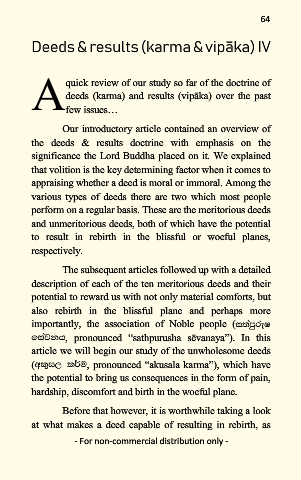 64
Deeds & results (karma & vipāka) IV
A quick review of our study so far of the doctrine of
deeds (karma) and results (vipāka) over the past
few issues…
Our introductory article contained an overview of
the deeds & results doctrine with emphasis on the
significance the Lord Buddha placed on it. We explained
that volition is the key determining factor when it comes to
appraising whether a deed is moral or immoral. Among the
various types of deeds there are two which most people
perform on a regular basis. These are the meritorious deeds
and unmeritorious deeds, both of which have the potential
to result in rebirth in the blissful or woeful planes,
respectively.
The subsequent articles followed up with a detailed
description of each of the ten meritorious deeds and their
potential to reward us with not only material comforts, but
also rebirth in the blissful plane and perhaps more
importantly, the association of Noble people (සත්පුරුෂ
සේවනය, pronounced “sathpurusha sēvanaya”). In this
article we will begin our study of the unwholesome deeds
(අකුසල කර්ම, pronounced “akusala karma”), which have
the potential to bring us consequences in the form of pain,
hardship, discomfort and birth in the woeful plane.
Before that however, it is worthwhile taking a look
at what makes a deed capable of resulting in rebirth, as
- For non-commercial distribution only -